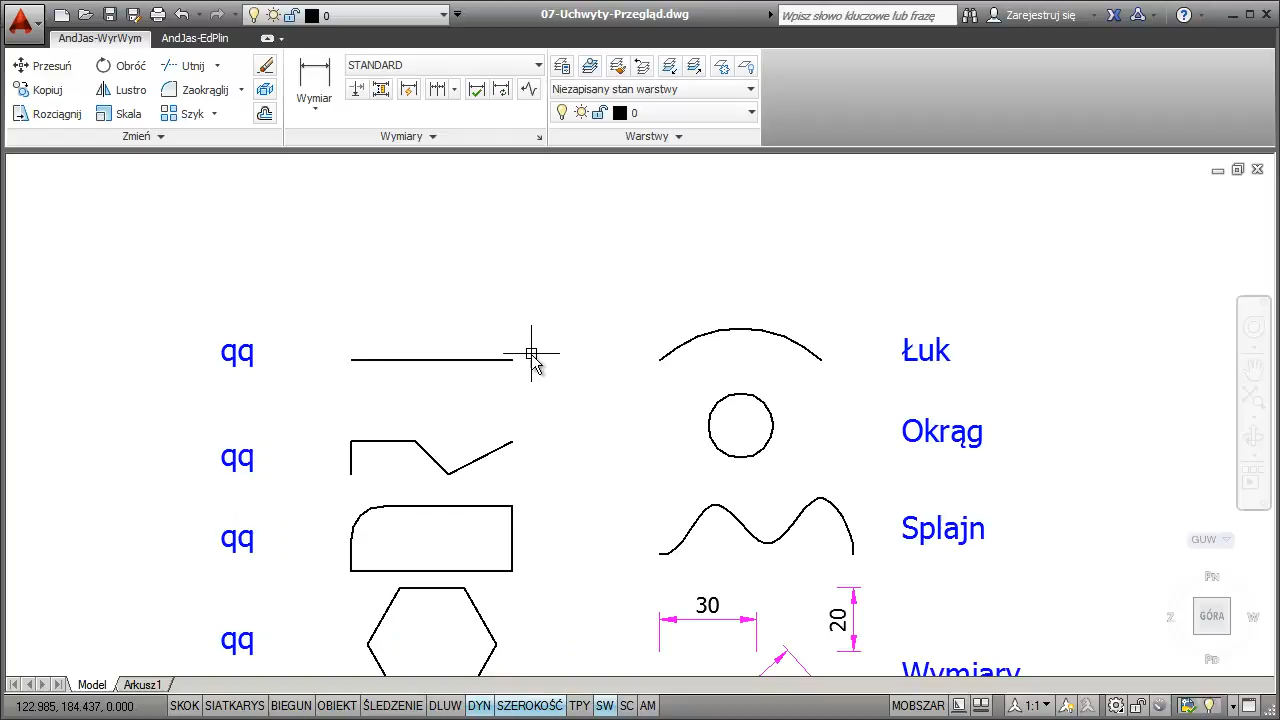 0
07-Uchwyty-Przegląd.dwg
Wpisz słowo kluczowe lub frazę
Zarejestruj się
AndJas-WyrWym
AndJas-EdPlin
Przesuń
Obróć
Utnij
Kopiuj
Lustro
Zaokrąglij
Rozciągnij
Skala
Szyk
Zmień
Wymiar
STANDARD
Wymiary
Niezapisany stan warstwy
0
Warstwy
qq
Łuk
qq
Okrąg
qq
Splajn
qq
30
20
Wymiary
GUW
PN
Z
GÓRA
W
PD
Model
Arkusz1
122.985, 184.437, 0.000
SKOK
SIATKARYS
BIEGUN
OBIEKT
ŚLEDZENIE
DLUW
DYN
SZEROKOŚĆ
TPY
SW
SC
AM
MOBSZAR
1:1